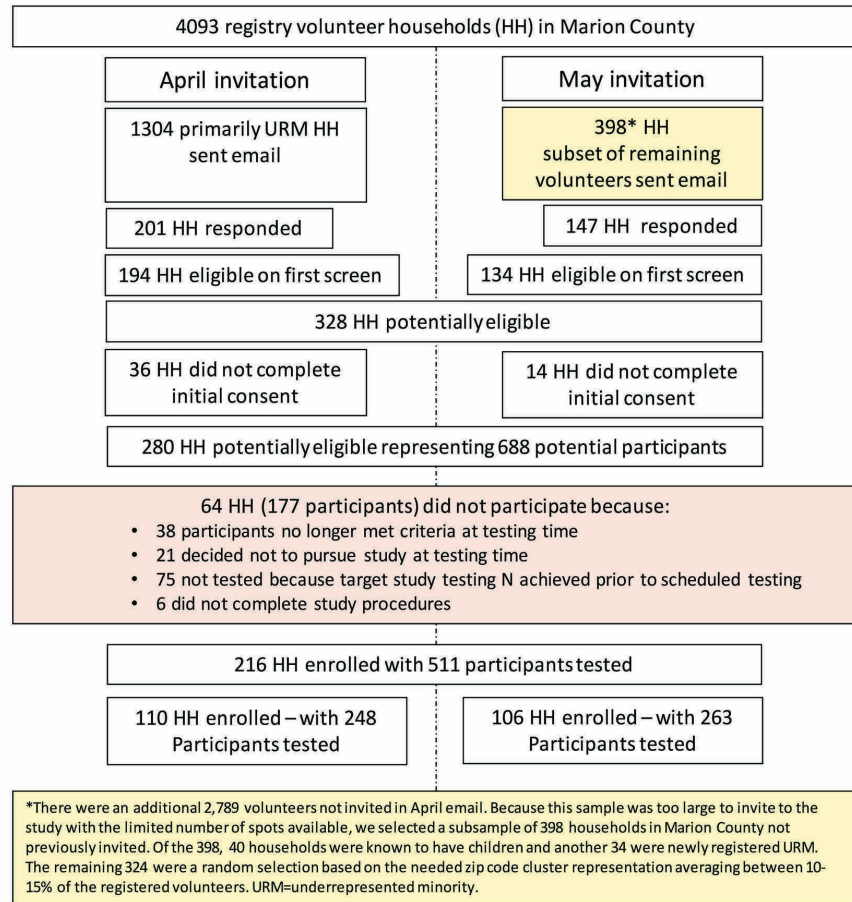 4093 registry volunteer households (HH) in Marion County
April invitation
May invitation
1304 primarily URM HH
sent email
398* HH
subset of remaining
volunteers sent email
201 HH responded
147 HH responded
194 HH eligible on first screen
134 HH eligible on first screen
328 HH potentially eligible
36 HH did not complete
initial consent
14 HH did not complete
initial consent
280 HH potentially eligible representing 688 potential participants
64 HH (177 participants) did not participate because:
• 38 participants no longer met criteria at testing time
• 21 decided not to pursue study at testing time
• 75 not tested because target study testing N achieved prior to scheduled testing
• 6 did not complete study procedures
216 HH enrolled with 511 participants tested
110 HH enrolled – with 248
Participants tested
106 HH enrolled – with 263
Participants tested
*There were an additional 2,789 volunteers not invited in April email. Because this sample was too large to invite to the
study with the limited number of spots available, we selected a subsample of 398 households in Marion County not
previously invited. Of the 398, 40 households were known to have children and another 34 were newly registered URM.
The remaining 324 were a random selection based on the needed zip code cluster representation averaging between 10-
15% of the registered volunteers. URM=underrepresented minority.